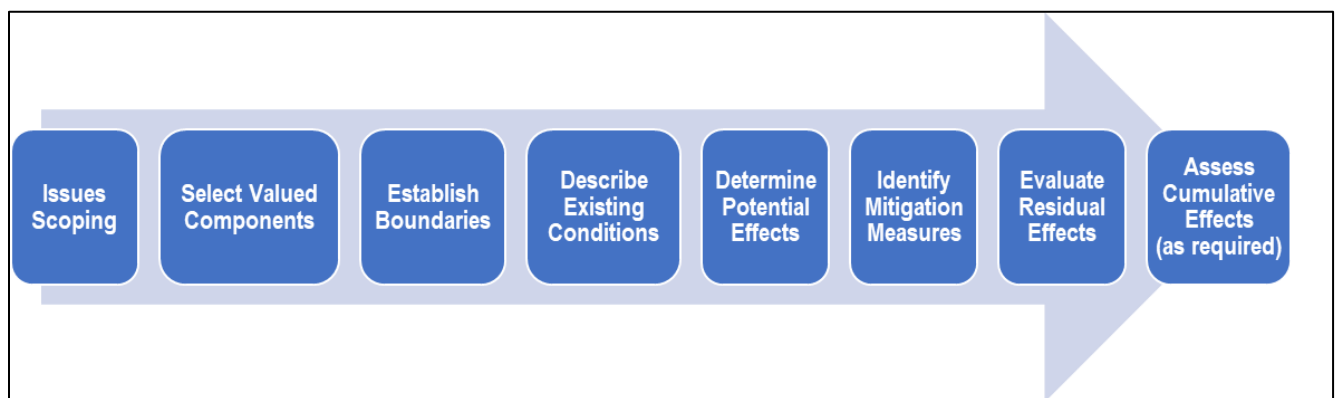 Issues
Scoping
Select Valued
Components
Establish
Boundaries
Describe
Existing
Conditions
Determine
Potential
Effects
Identify
Mitigation
Measures
Evaluate
Residual
Effects
Assess
Cumulative
Effects
(as required)